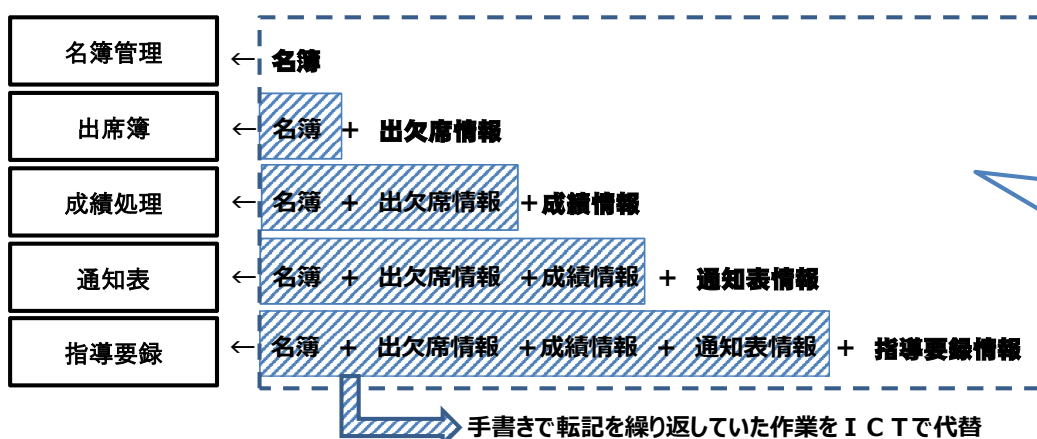 名簿管理 ← 名簿
出席簿 ← 名簿 + 出欠席情報
成績処理 ← 名簿 + 出欠席情報 +成績情報
通知表 ← 名簿 + 出欠席情報 +成績情報 + 通知表情報
指導要録 ← 名簿 + 出欠席情報 +成績情報 + 通知表情報 + 指導要録情報
手書きで転記を繰り返していた作業をＩＣＴで代替